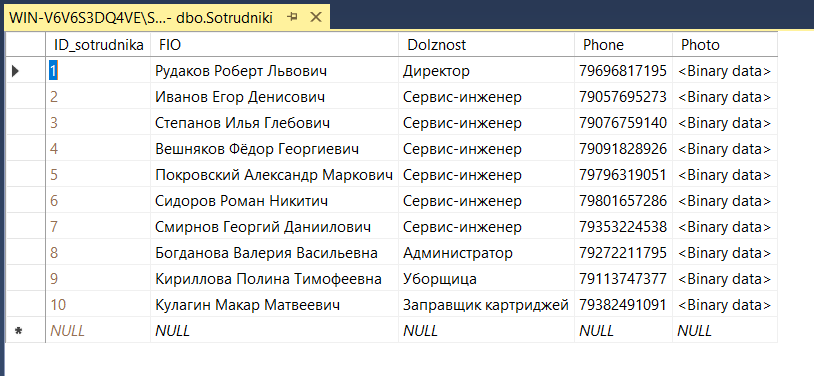 WIN-V6V6S3DQ4VE\S...- dbo.Sotrudniki
ID_sotrudnika FIO Dolznost Phone Photo
1 Рудаков Роберт Львович Директор 79696817195 <Binary data>
2 Иванов Егор Денисович Сервис-инженер 79057695273 <Binary data>
3 Степанов Илья Глебович Сервис-инженер 79076759140 <Binary data>
4 Вешняков Фёдор Георгиевич Сервис-инженер 79091828926 <Binary data>
5 Покровский Александр Маркович Сервис-инженер 79796319051 <Binary data>
6 Сидоров Роман Никитич Сервис-инженер 79801657286 <Binary data>
7 Смирнов Георгий Даниилович Сервис-инженер 79353224538 <Binary data>
8 Богданова Валерия Васильевна Администратор 79272211795 <Binary data>
9 Кириллова Полина Тимофеевна Уборщица 79113747377 <Binary data>
10 Кулагин Макар Матвеевич Заправщик картриджей 79382491091 <Binary data>
NULL NULL NULL NULL NULL